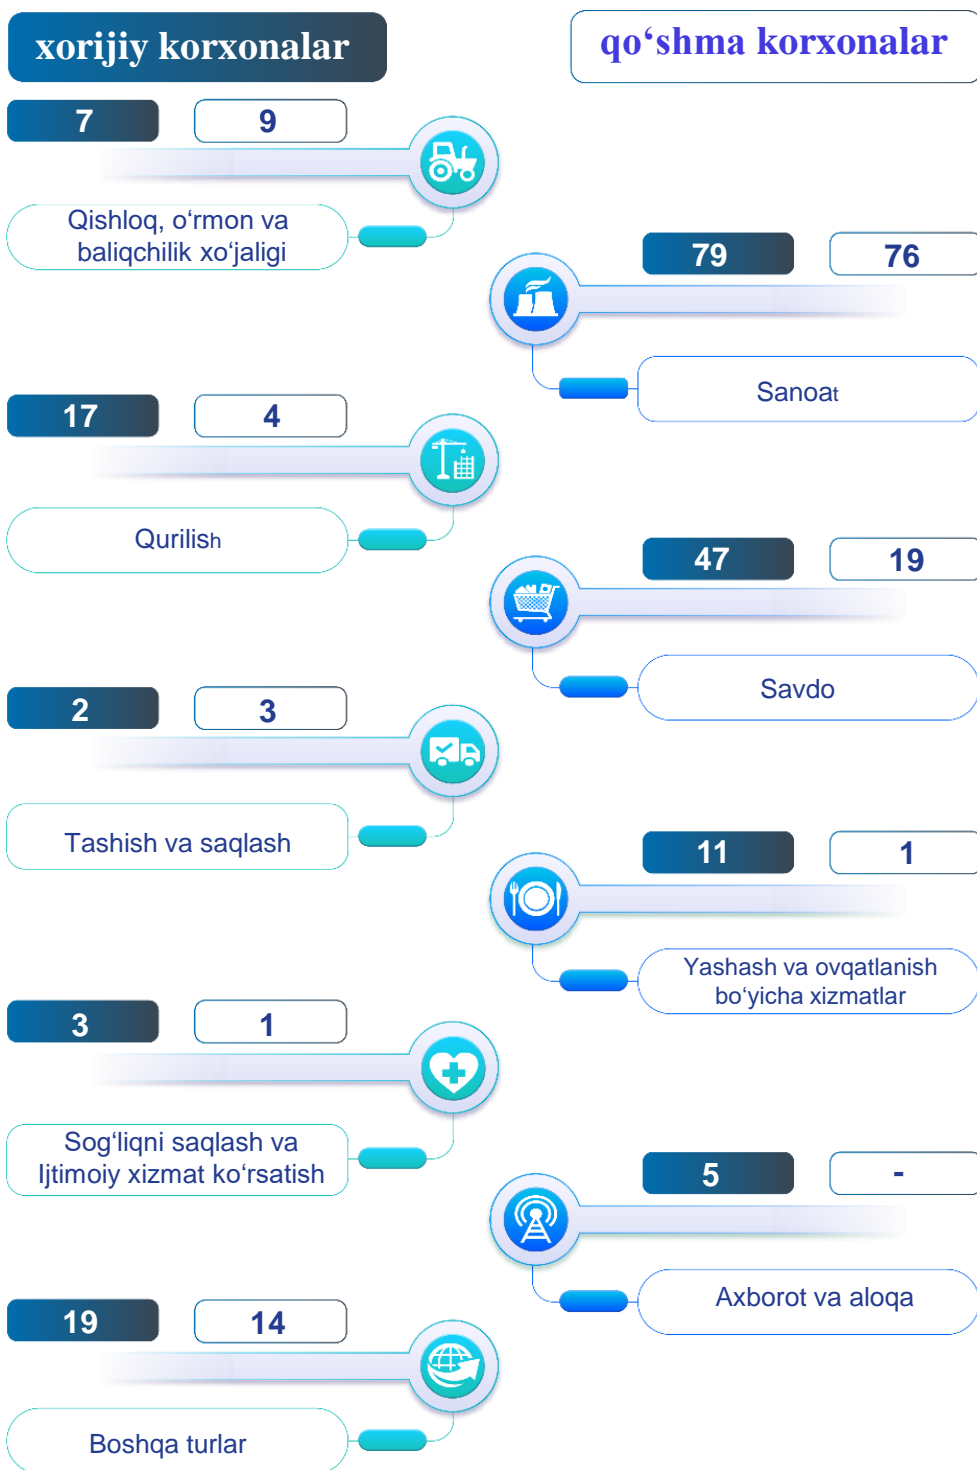 xorijiy korxonalar
qo‘shma korxonalar
7
9
Qishloq, o‘rmon va
baliqchilik xo‘jaligi
79
76
Sanoat
17
4
Qurilish
47
19
Savdo
2
3
Tashish va saqlash
11
1
Yashash va ovqatlanish
bo‘yicha xizmatlar
3
1
Sog‘liqni saqlash va
Ijtimoiy xizmat ko‘rsatish
5
-
Axborot va aloqa
19
14
Boshqa turlar